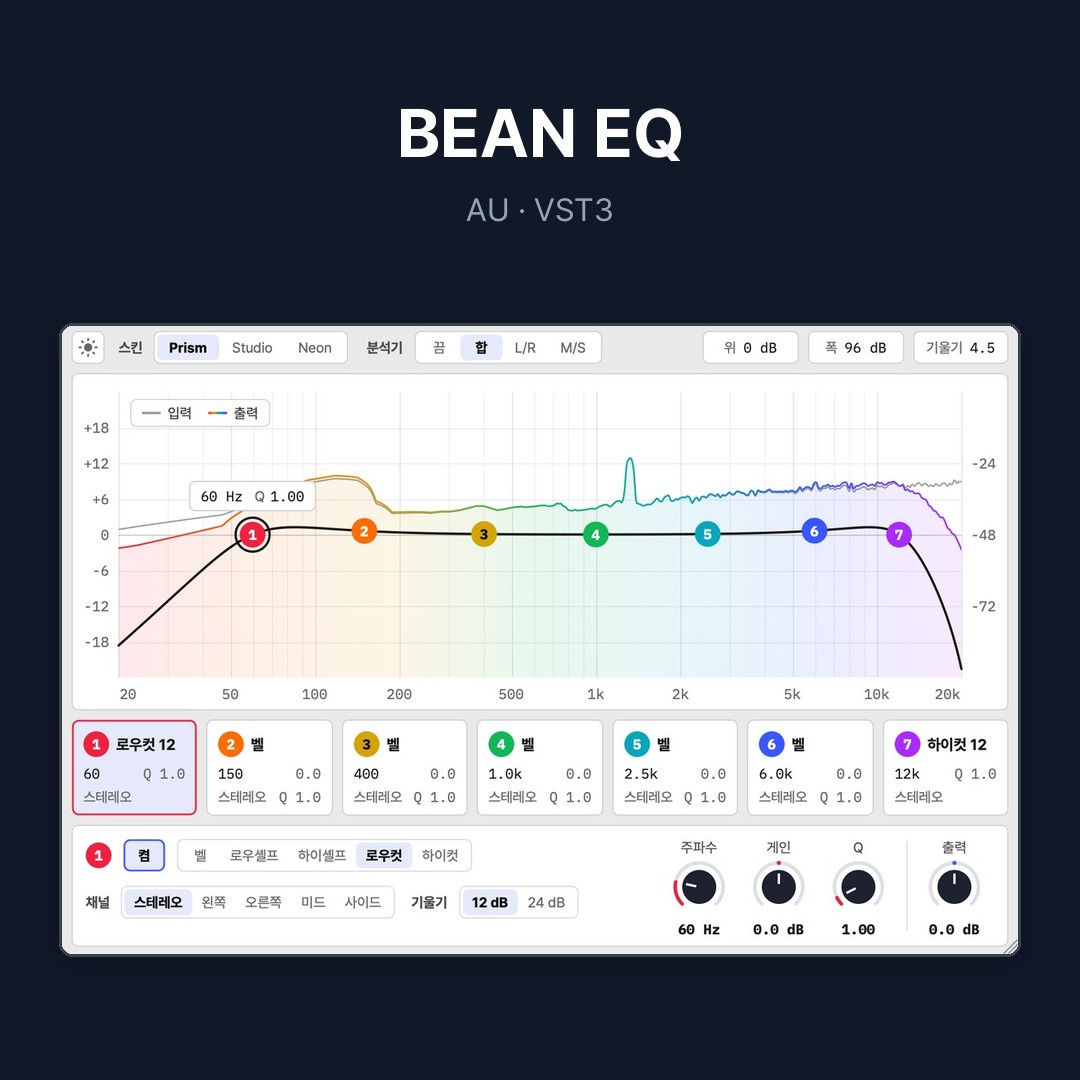 BEAN EQ
AU · VST3
스킨 Prism Studio Neon 분석기 끔 합 L/R M/S 위 0 dB 폭 96 dB 기울기 4.5
입력 출력
+18
+12 -24
60 Hz Q 1.00
+6
0 1 2 3 4 5 6 7 -48
-6
-12 -72
-18
20 50 100 200 500 1k 2k 5k 10k 20k
1 로우컷 12 2 벨 3 벨 4 벨 5 벨 6 벨 7 하이컷 12
60 Q 1.0 150 0.0 400 0.0 1.0k 0.0 2.5k 0.0 6.0k 0.0 12k Q 1.0
스테레오 스테레오 Q 1.0 스테레오 Q 1.0 스테레오 Q 1.0 스테레오 Q 1.0 스테레오 Q 1.0 스테레오
주파수 게인 Q 출력
1 켬 벨 로우셸프 하이셸프 로우컷 하이컷
채널 스테레오 왼쪽 오른쪽 미드 사이드 기울기 12 dB 24 dB
60 Hz 0.0 dB 1.00 0.0 dB